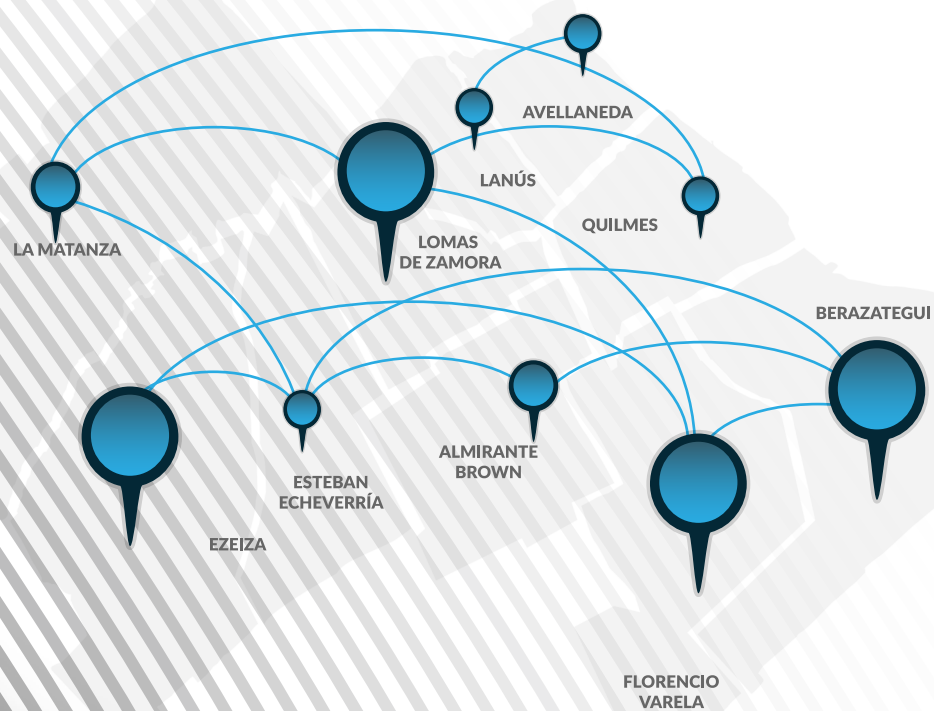 AVELLANEDA
LANÚS
QUILMES
LA MATANZA
LOMAS
DE ZAMORA
BERAZATEGUI
ALMIRANTE
BROWN
ESTEBAN
ECHEVERRÍA
EZEIZA
FLORENCIO
VARELA